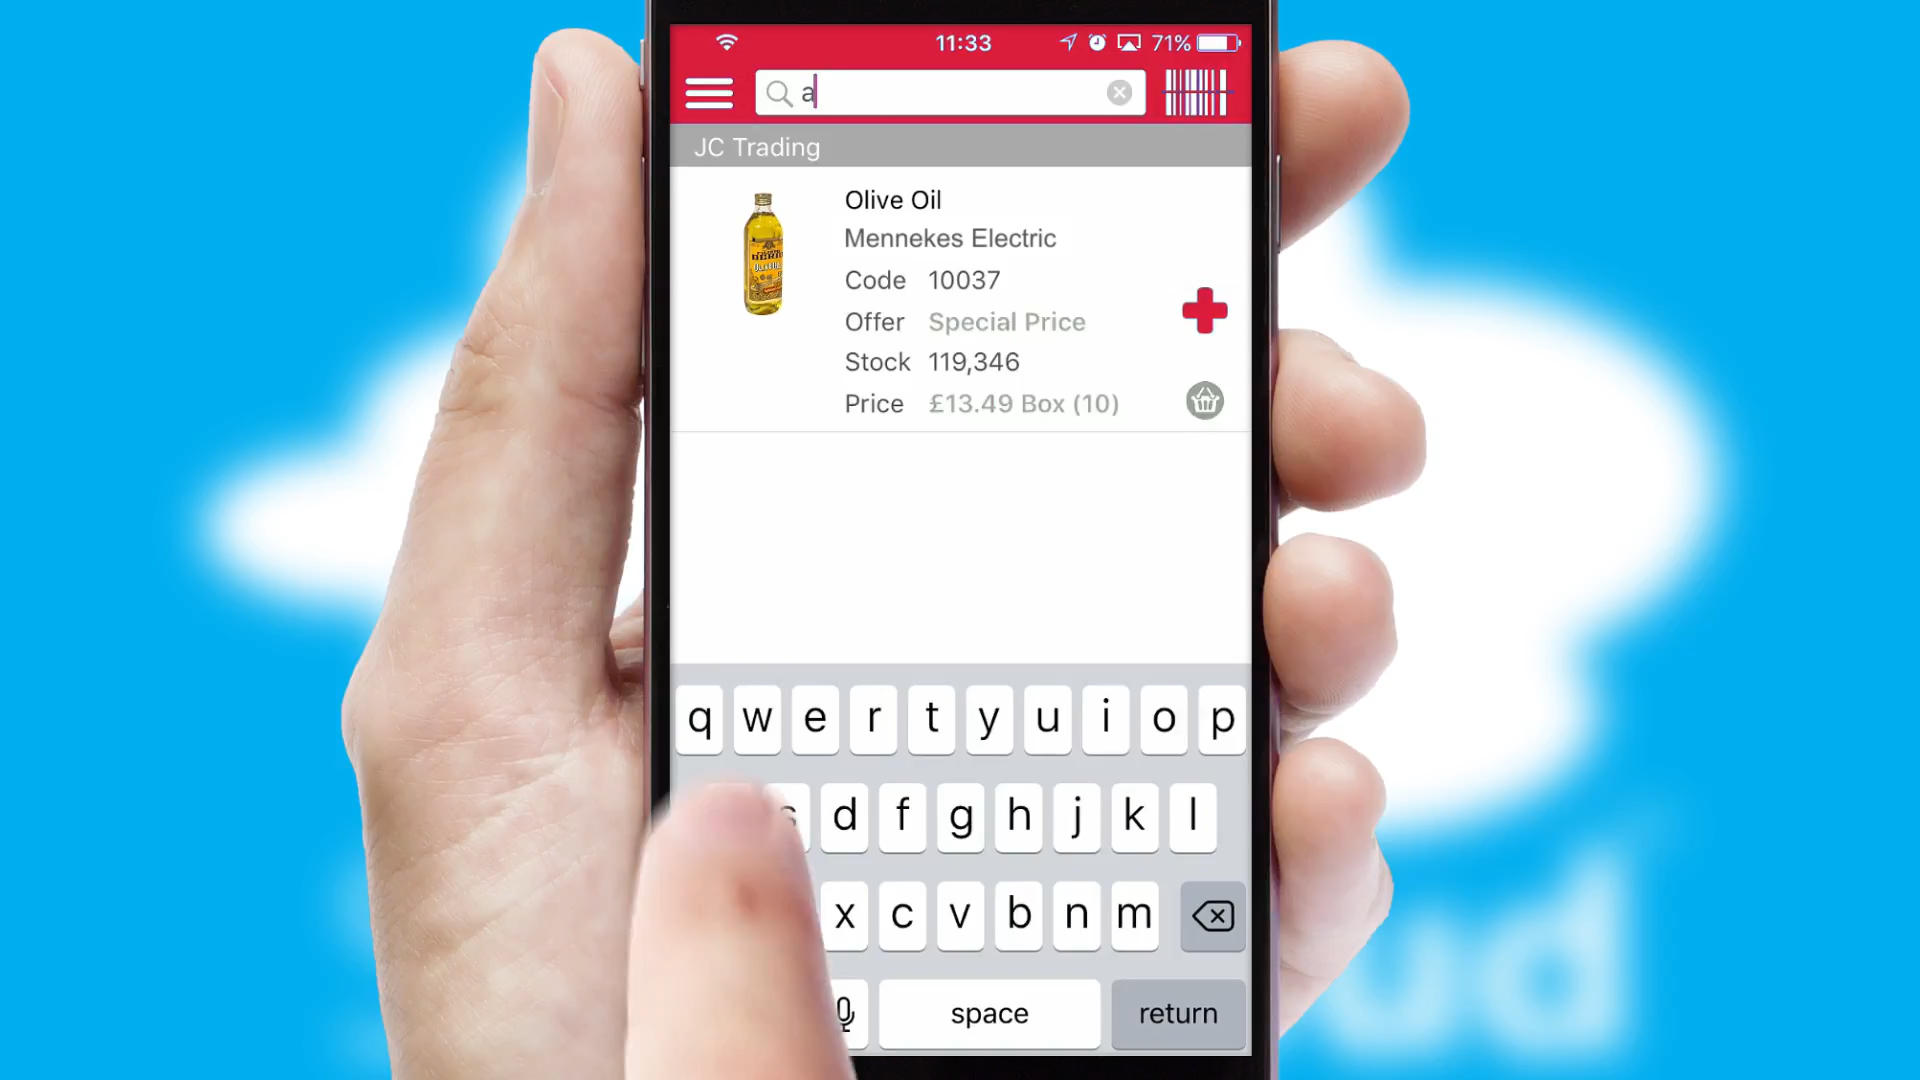 11:33
71%
a
JC Trading
Olive Oil
Mennekes Electric
Code 10037
Offer Special Price
Stock 119,346
Price £13.49 Box (10)
q w e r t y u i o p
s d f g h j k l
x c v b n m
space return
ud